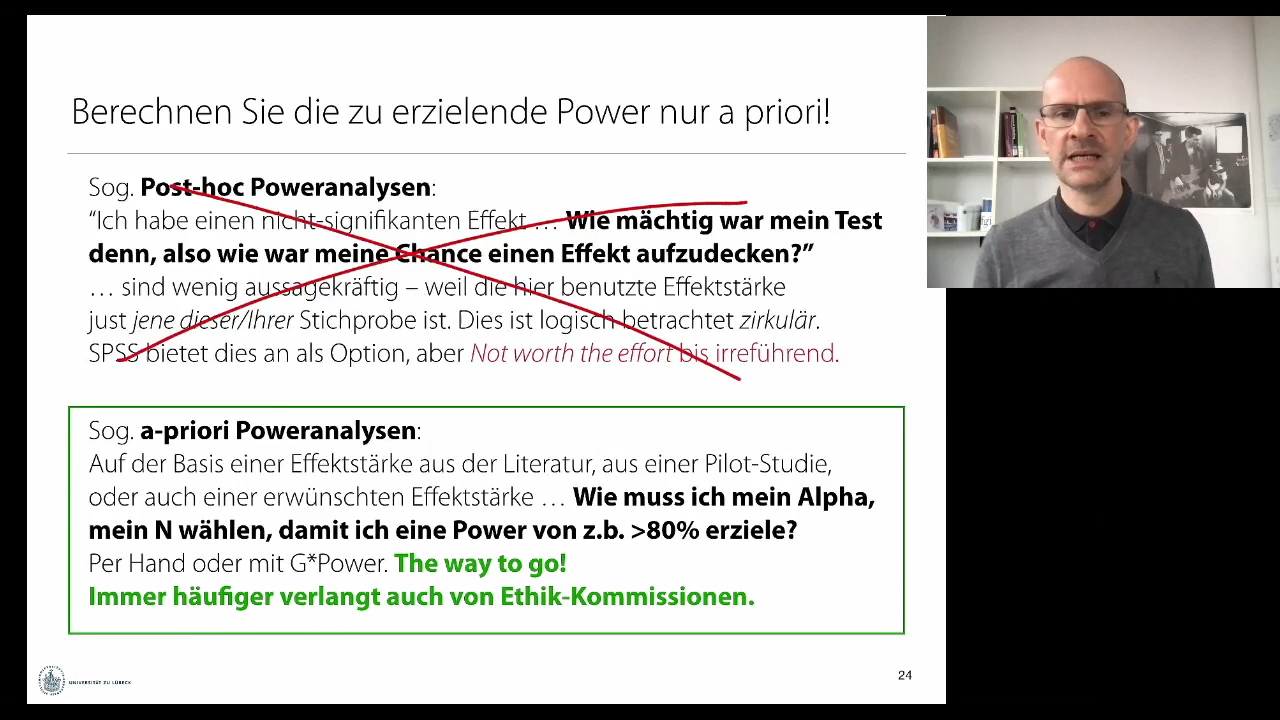 Berechnen Sie die zu erzielende Power nur a priori!
Sog. Post-hoc Poweranalysen:
“Ich habe einen nicht-signifikanten Effekt … Wie mächtig war mein Test
denn, also wie war meine Chance einen Effekt aufzudecken?”
… sind wenig aussagekräftig – weil die hier benutzte Effektstärke
just jene dieser/Ihrer Stichprobe ist. Dies ist logisch betrachtet zirkulär.
SPSS bietet dies an als Option, aber Not worth the effort bis irreführend.
Sog. a-priori Poweranalysen:
Auf der Basis einer Effektstärke aus der Literatur, aus einer Pilot-Studie,
oder auch einer erwünschten Effektstärke … Wie muss ich mein Alpha,
mein N wählen, damit ich eine Power von z.b. >80% erziele?
Per Hand oder mit G*Power. The way to go!
Immer häufiger verlangt auch von Ethik-Kommissionen.
UNIVERSITÄT ZU LÜBECK
24